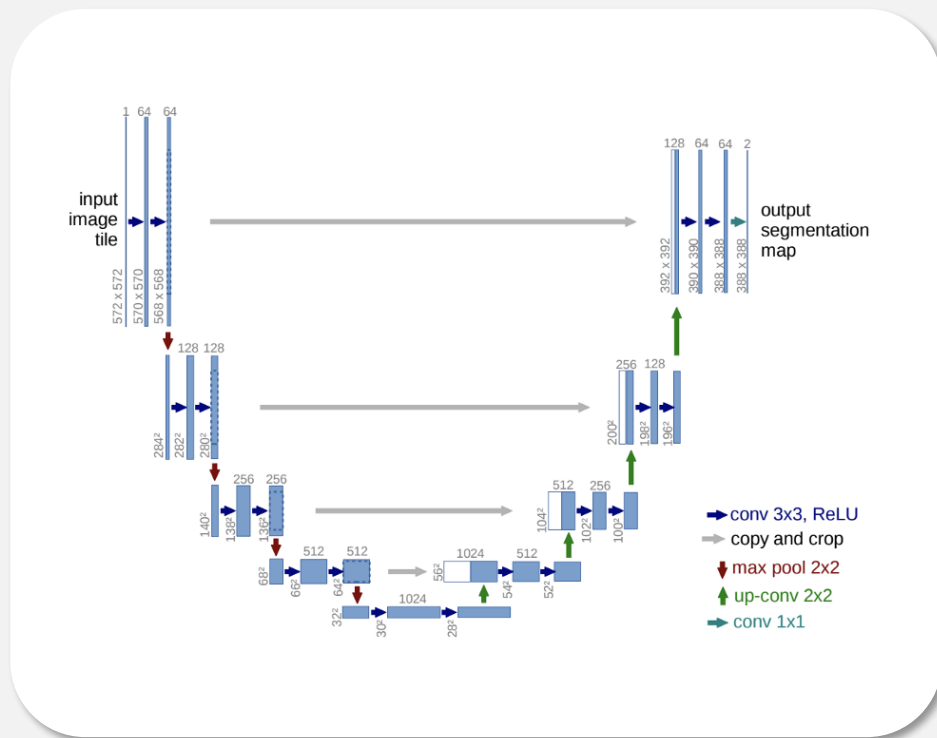 1 64 64
128 64 64 2
input
image
tile
output
segmentation
map
572 x 572
570 x 570
568 x 568
392 x 392
390 x 390
388 x 388
388 x 388
128 128
256 128
284²
282²
280²
200²
198²
196²
256 256
512 256
140²
138²
136²
104²
102²
100²
512 512
1024 512
68²
66²
64²
56²
54²
52²
1024
32²
30²
28²
conv 3x3, ReLU
copy and crop
max pool 2x2
up-conv 2x2
conv 1x1